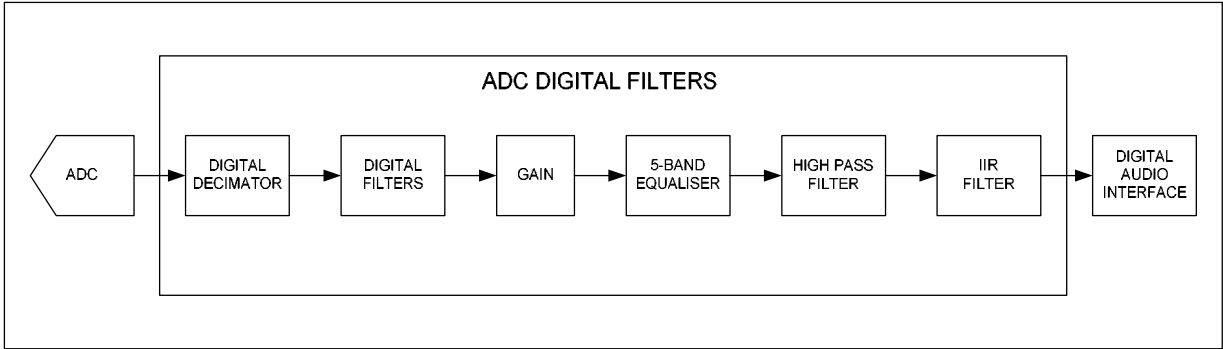 ADC DIGITAL FILTERS
ADC
DIGITAL
DECIMATOR
DIGITAL
FILTERS
GAIN
5-BAND
EQUALISER
HIGH PASS
FILTER
IIR
FILTER
DIGITAL
AUDIO
INTERFACE